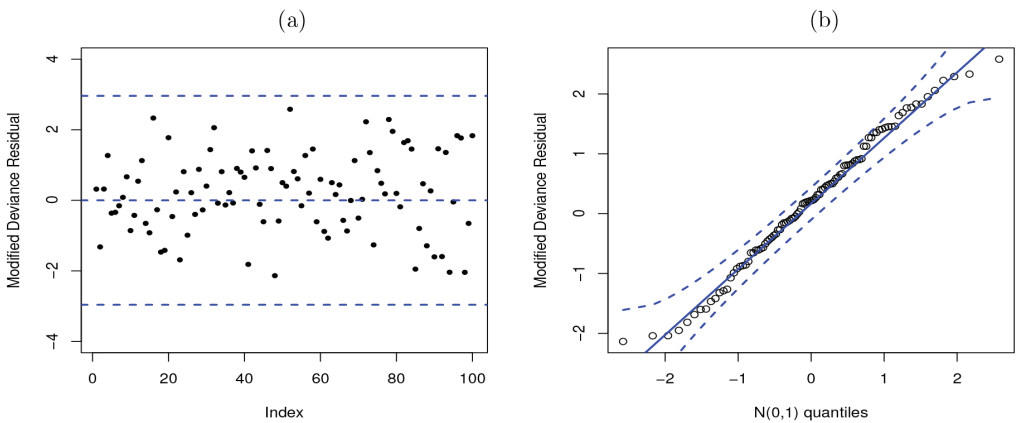 (a)
Modified Deviance Residual
4
2
0
−2
−4
0 20 40 60 80 100
Index
(b)
Modified Deviance Residual
2
1
0
−1
−2
−2 −1 0 1 2
N(0,1) quantiles